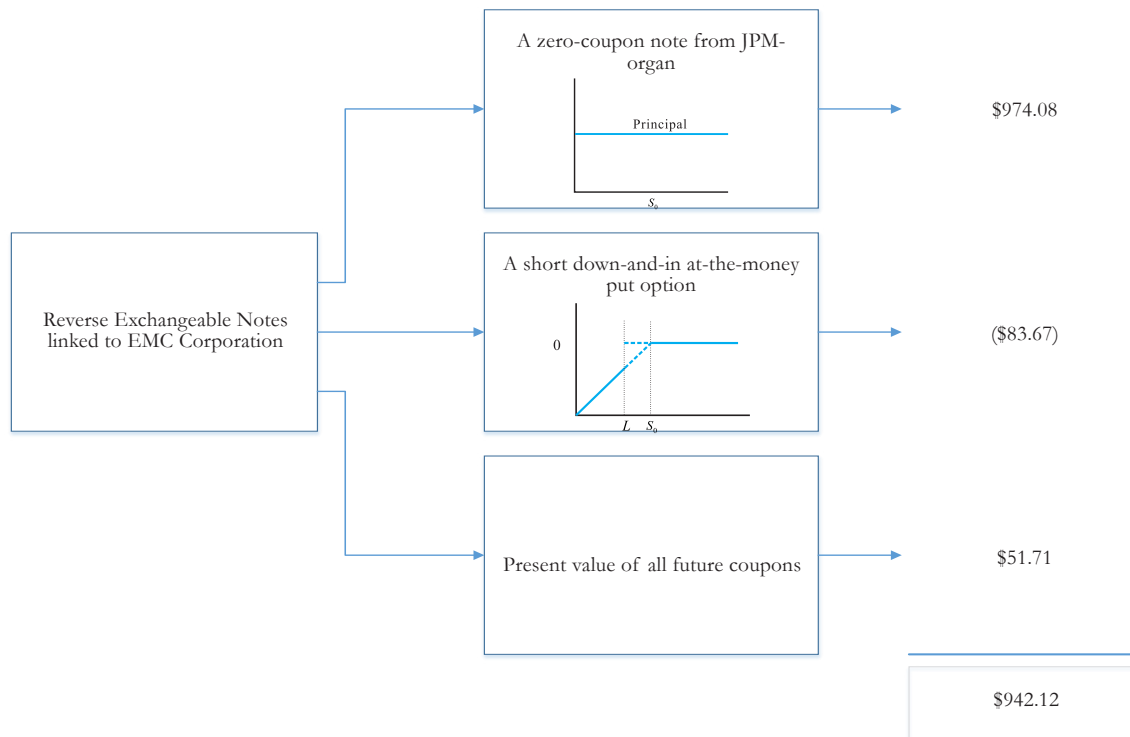 A zero-coupon note from JPM-
organ
Principal
S₀
$974.08
Reverse Exchangeable Notes
linked to EMC Corporation
A short down-and-in at-the-money
put option
0
L S₀
($83.67)
Present value of all future coupons
$51.71
$942.12